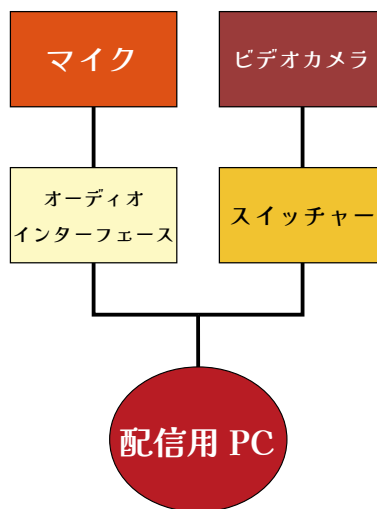 マイク
ビデオカメラ
オーディオ
インターフェース
スイッチャー
配信用 PC